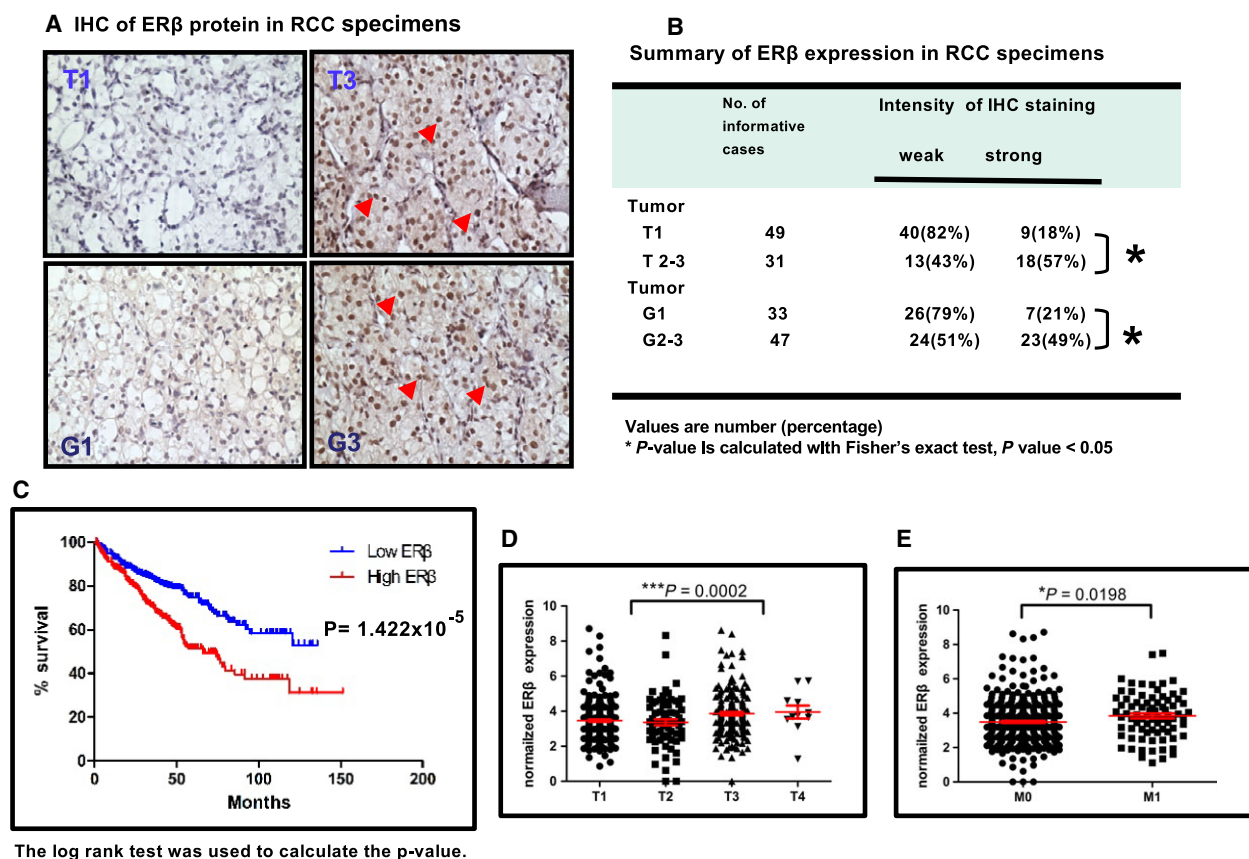 A IHC of ERβ protein in RCC specimens
T1
T3
G1
G3
B
Summary of ERβ expression in RCC specimens
No. of informative cases
Intensity of IHC staining
weak strong
Tumor
T1 49 40(82%) 9(18%)
T 2-3 31 13(43%) 18(57%)
*
Tumor
G1 33 26(79%) 7(21%)
G2-3 47 24(51%) 23(49%)
*
Values are number (percentage)
* P-value Is calculated with Fisher's exact test, P value < 0.05
C
% survival
100
80
60
40
20
0
0 50 100 150 200
Months
Low ERβ
High ERβ
P= 1.422x10-5
The log rank test was used to calculate the p-value.
D
***P = 0.0002
normalized ERβ expression
10
8
6
4
2
0
T1 T2 T3 T4
E
*P = 0.0198
normailzed ERβ expression
10
8
6
4
2
0
M0 M1